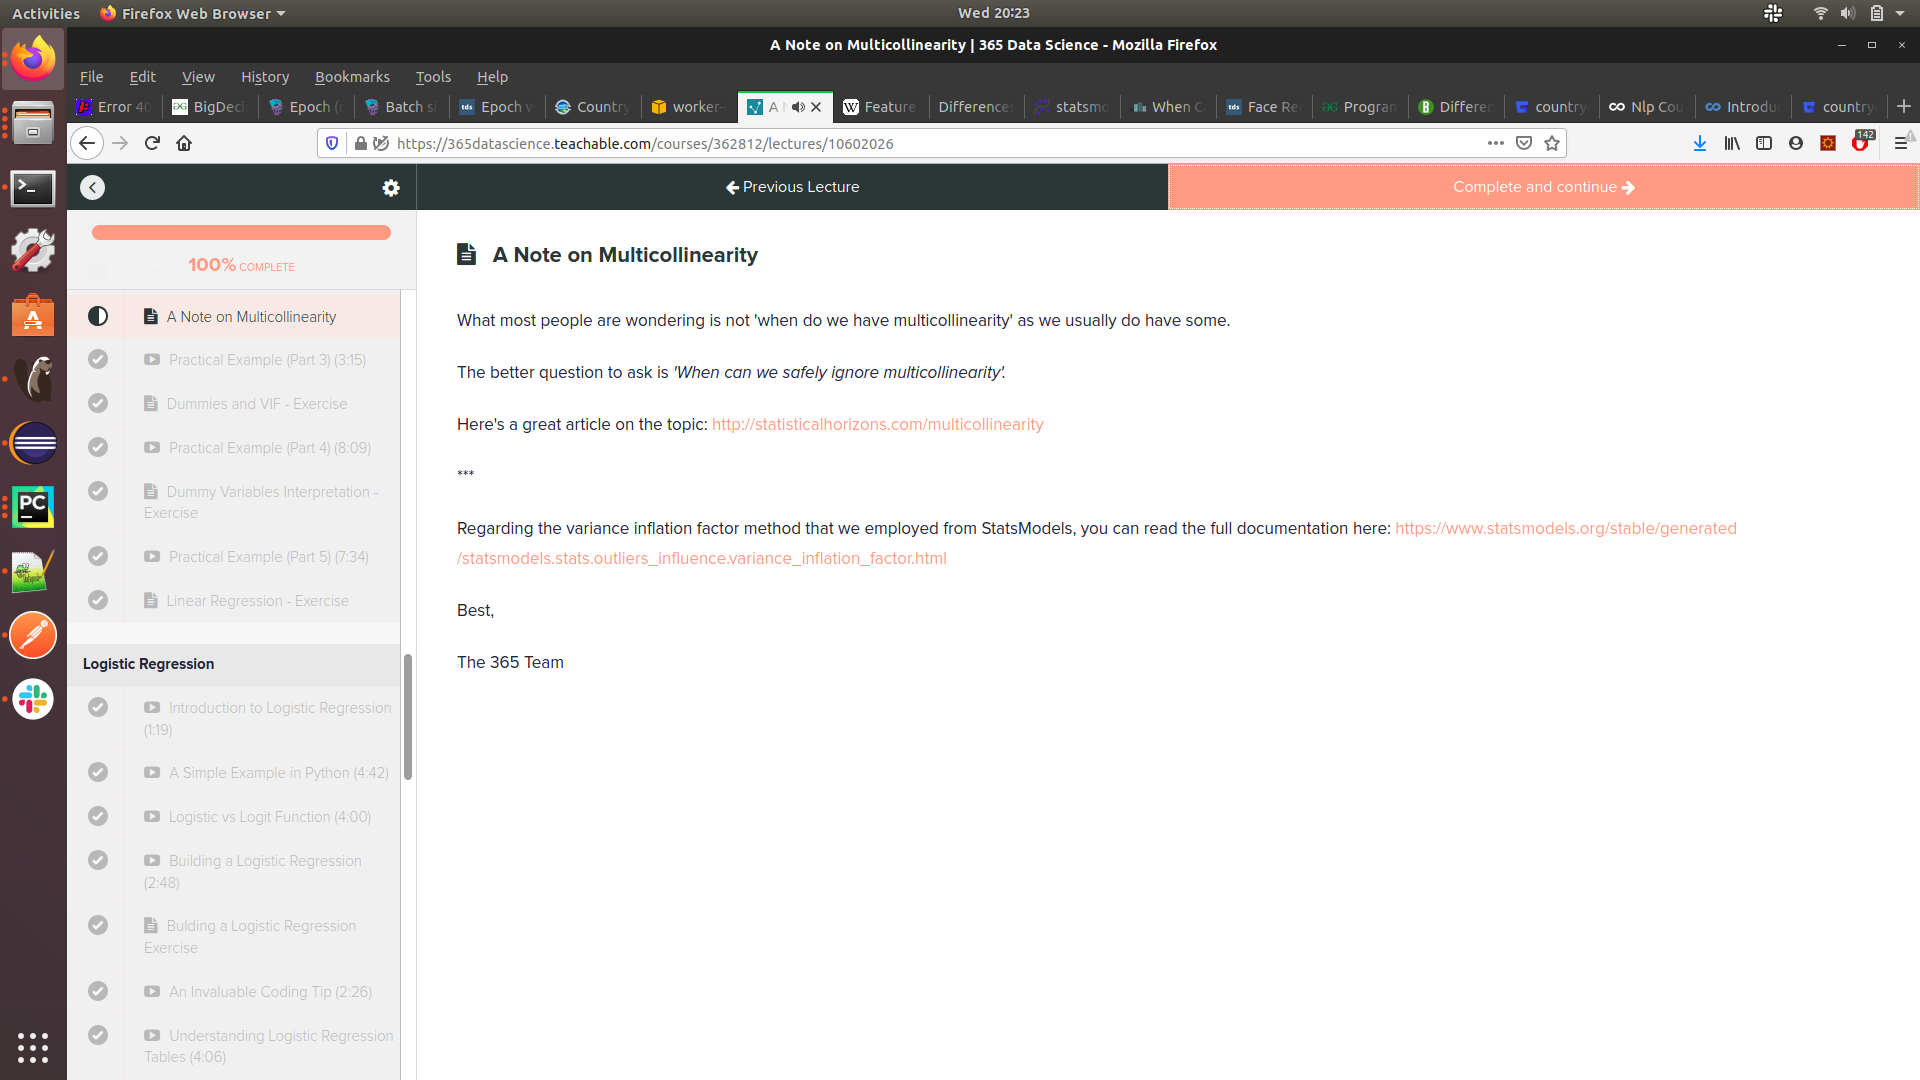 Activities
Firefox Web Browser
Wed 20:23
A Note on Multicollinearity | 365 Data Science - Mozilla Firefox
File Edit View History Bookmarks Tools Help
Error 40
BigDeci
Epoch (
Batch si
Epoch v
Country
worker-
A
Feature
Difference
statsmo
When C
Face Re
Program
Differen
country
Nlp Cou
Introdu
country
https://365datascience.teachable.com/courses/362812/lectures/10602026
142
Previous Lecture
Complete and continue
100% COMPLETE
A Note on Multicollinearity
Practical Example (Part 3) (3:15)
Dummies and VIF - Exercise
Practical Example (Part 4) (8:09)
Dummy Variables Interpretation -
Exercise
Practical Example (Part 5) (7:34)
Linear Regression - Exercise
Logistic Regression
Introduction to Logistic Regression
(1:19)
A Simple Example in Python (4:42)
Logistic vs Logit Function (4:00)
Building a Logistic Regression
(2:48)
Bulding a Logistic Regression
Exercise
An Invaluable Coding Tip (2:26)
Understanding Logistic Regression
Tables (4:06)
A Note on Multicollinearity
What most people are wondering is not 'when do we have multicollinearity' as we usually do have some.
The better question to ask is 'When can we safely ignore multicollinearity'.
Here's a great article on the topic: http://statisticalhorizons.com/multicollinearity
***
Regarding the variance inflation factor method that we employed from StatsModels, you can read the full documentation here: https://www.statsmodels.org/stable/generated
/statsmodels.stats.outliers_influence.variance_inflation_factor.html
Best,
The 365 Team